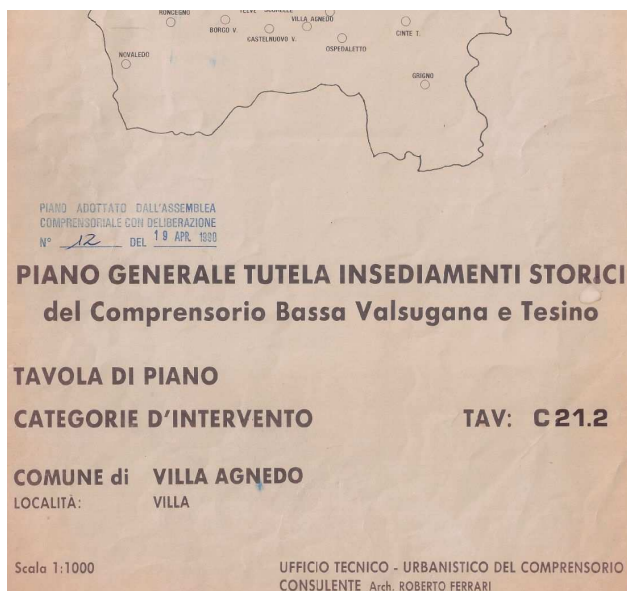 RONCEGNO
TELVE
BORGO V.
CASTELNUOVO V.
VILLA AGNEDO
OSPEDALETTO
CINTE T.
NOVALEDO
GRIGNO
PIANO ADOTTATO DALL'ASSEMBLEA
COMPRENSORIALE CON DELIBERAZIONE
N° 12 DEL 19 APR. 1980
PIANO GENERALE TUTELA INSEDIAMENTI STORICI
del Comprensorio Bassa Valsugana e Tesino
TAVOLA DI PIANO
CATEGORIE D'INTERVENTO TAV: C21.2
COMUNE di VILLA AGNEDO
LOCALITÀ: VILLA
Scala 1:1000 UFFICIO TECNICO - URBANISTICO DEL COMPRENSORIO
CONSULENTE Arch. ROBERTO FERRARI